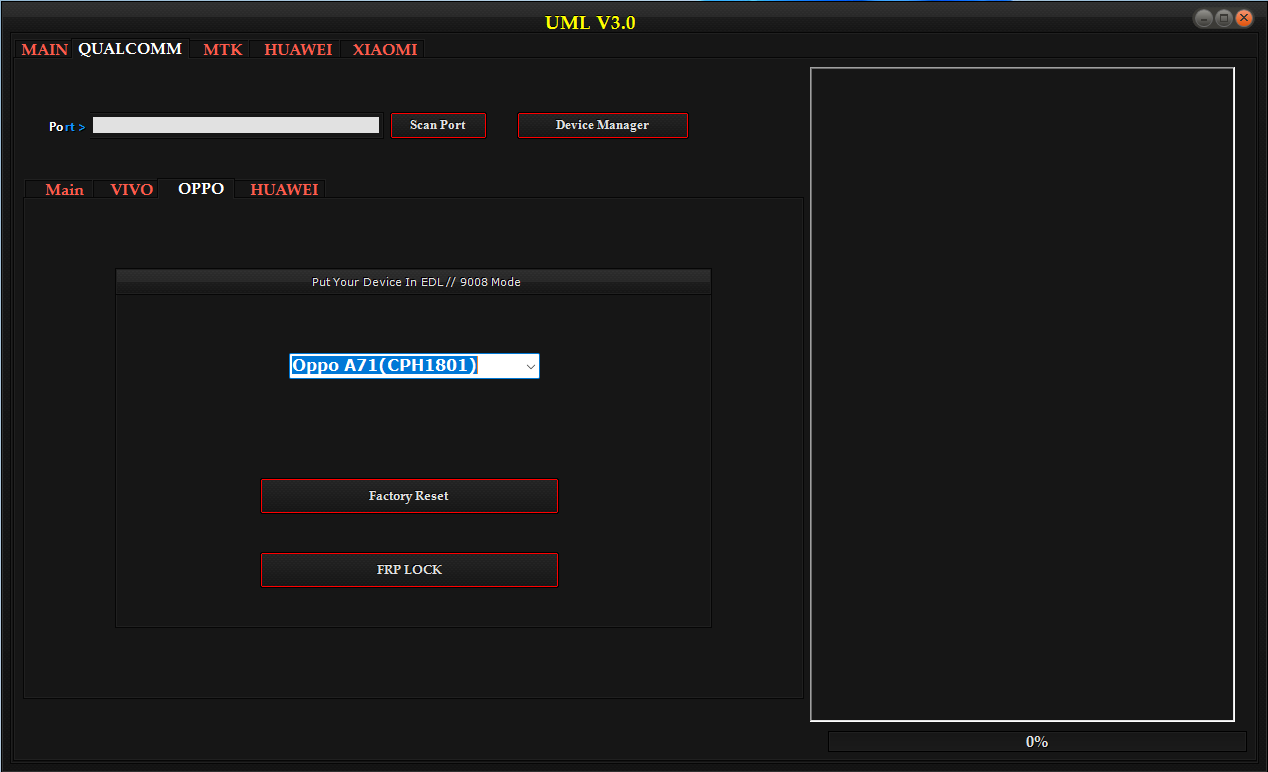 UML V3.0
MAIN QUALCOMM MTK HUAWEI XIAOMI
Port > Scan Port Device Manager
Main VIVO OPPO HUAWEI
Put Your Device In EDL // 9008 Mode
Oppo A71(CPH1801)
Factory Reset
FRP LOCK
0%